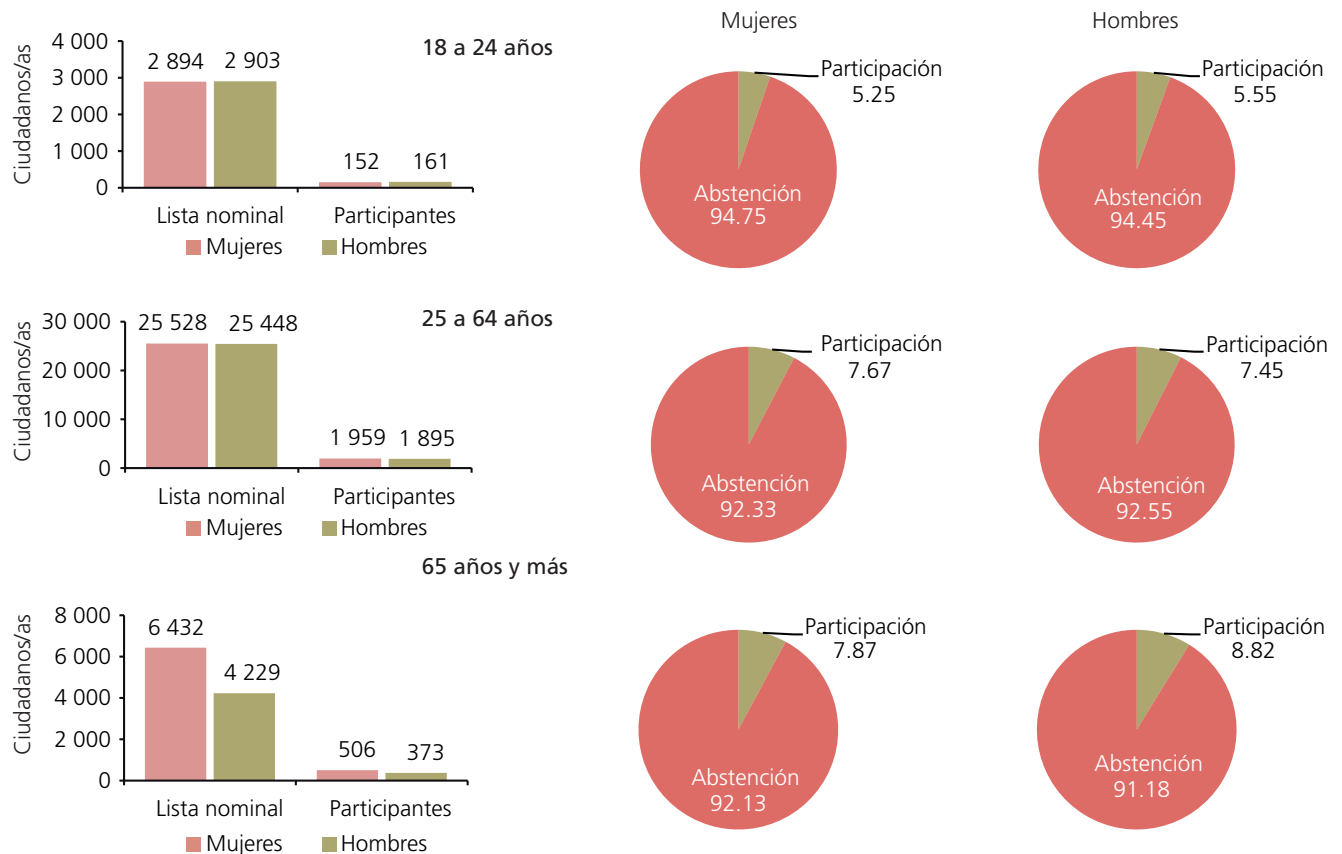 Mujeres
Hombres
18 a 24 años
Ciudadanos/as
4 000
3 000
2 000
1 000
0
2 894
2 903
152
161
Lista nominal
Participantes
Mujeres
Hombres
Participación
5.25
Abstención
94.75
Participación
5.55
Abstención
94.45
25 a 64 años
Ciudadanos/as
30 000
20 000
10 000
0
25 528
25 448
1 959
1 895
Lista nominal
Participantes
Mujeres
Hombres
Participación
7.67
Abstención
92.33
Participación
7.45
Abstención
92.55
65 años y más
Ciudadanos/as
8 000
6 000
4 000
2 000
0
6 432
4 229
506
373
Lista nominal
Participantes
Mujeres
Hombres
Participación
7.87
Abstención
92.13
Participación
8.82
Abstención
91.18